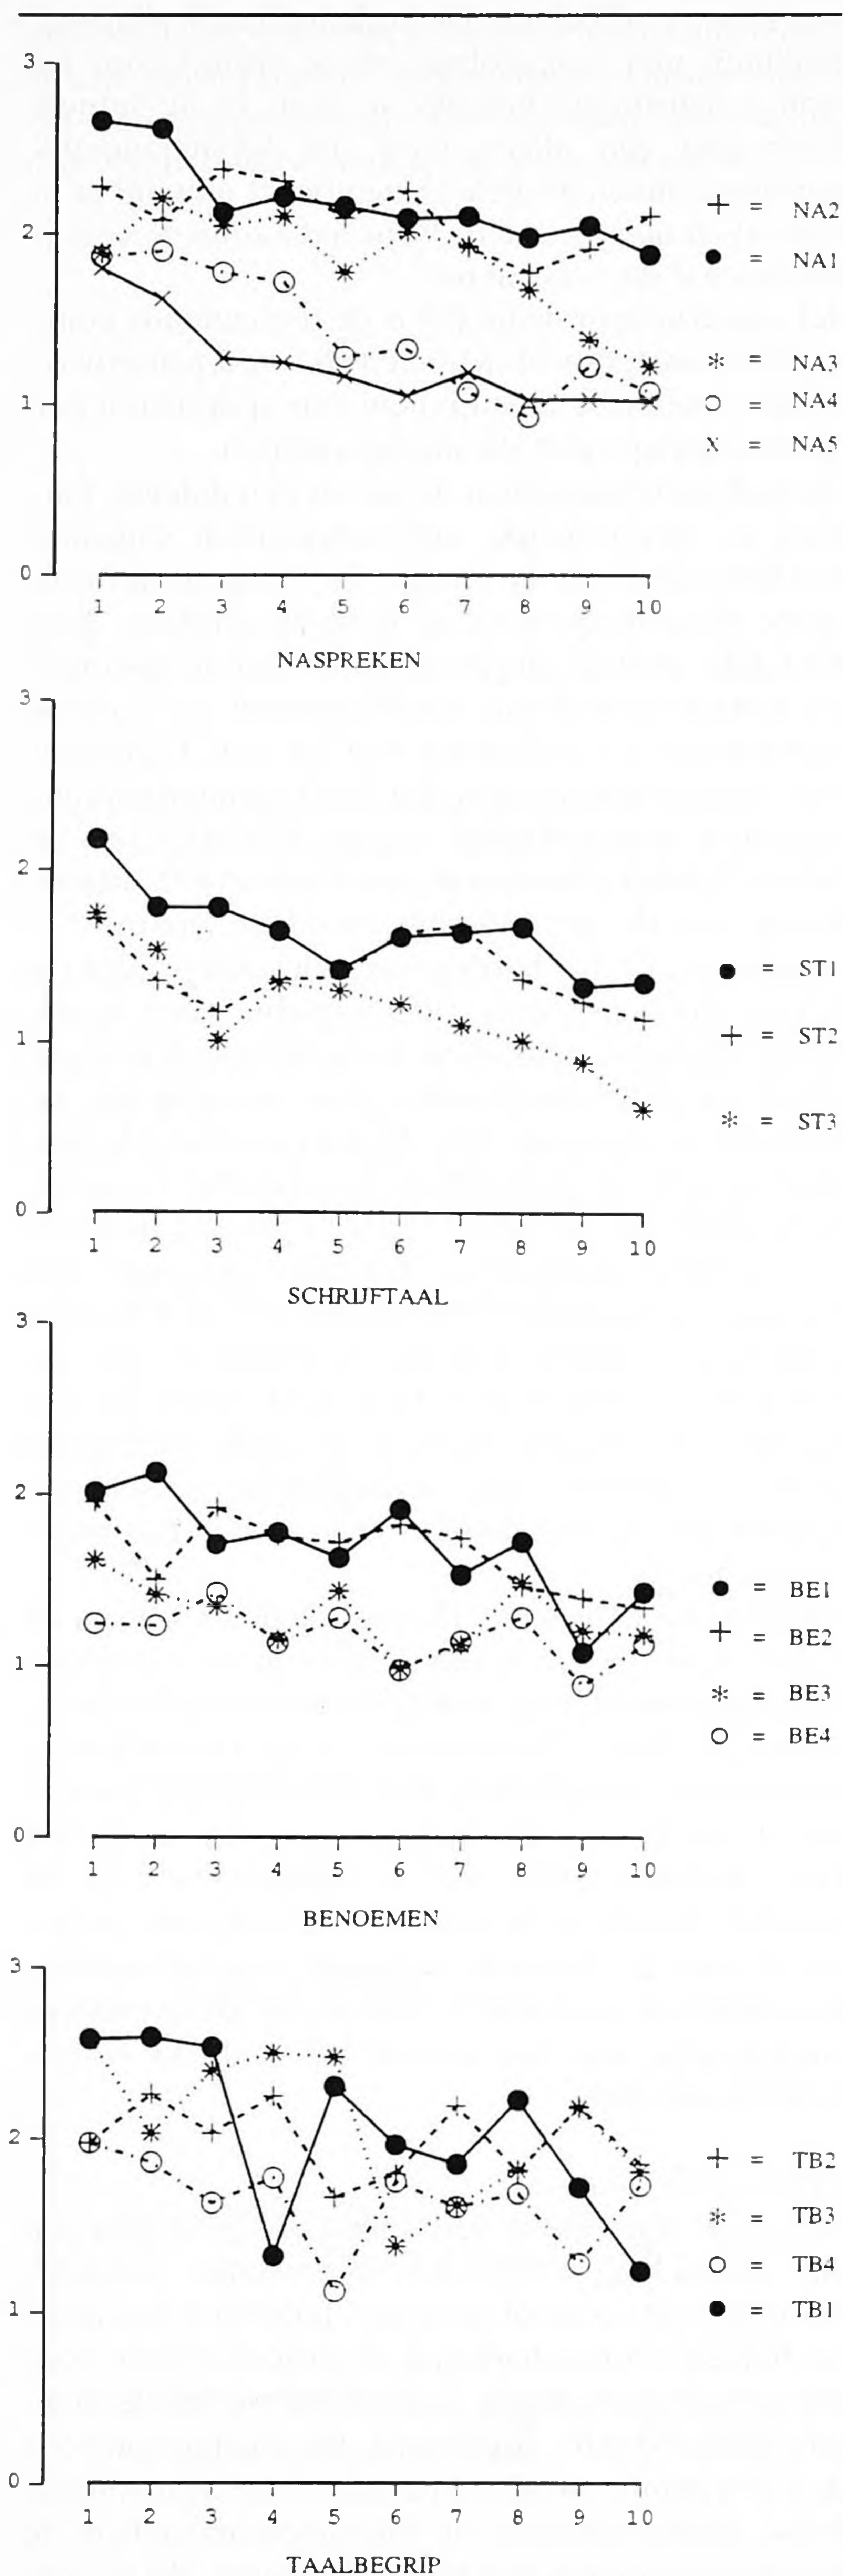 3
2
1
0
1 2 3 4 5 6 7 8 9 10
+ = NA2
● = NA1
* = NA3
○ = NA4
x = NA5
NASPREKEN
3
2
1
0
1 2 3 4 5 6 7 8 9 10
● = ST1
+ = ST2
* = ST3
SCHRIJFTAAL
3
2
1
0
1 2 3 4 5 6 7 8 9 10
● = BE1
+ = BE2
* = BE3
○ = BE4
BENOEMEN
3
2
1
0
1 2 3 4 5 6 7 8 9 10
+ = TB2
* = TB3
○ = TB4
● = TB1
TAALBEGRIP